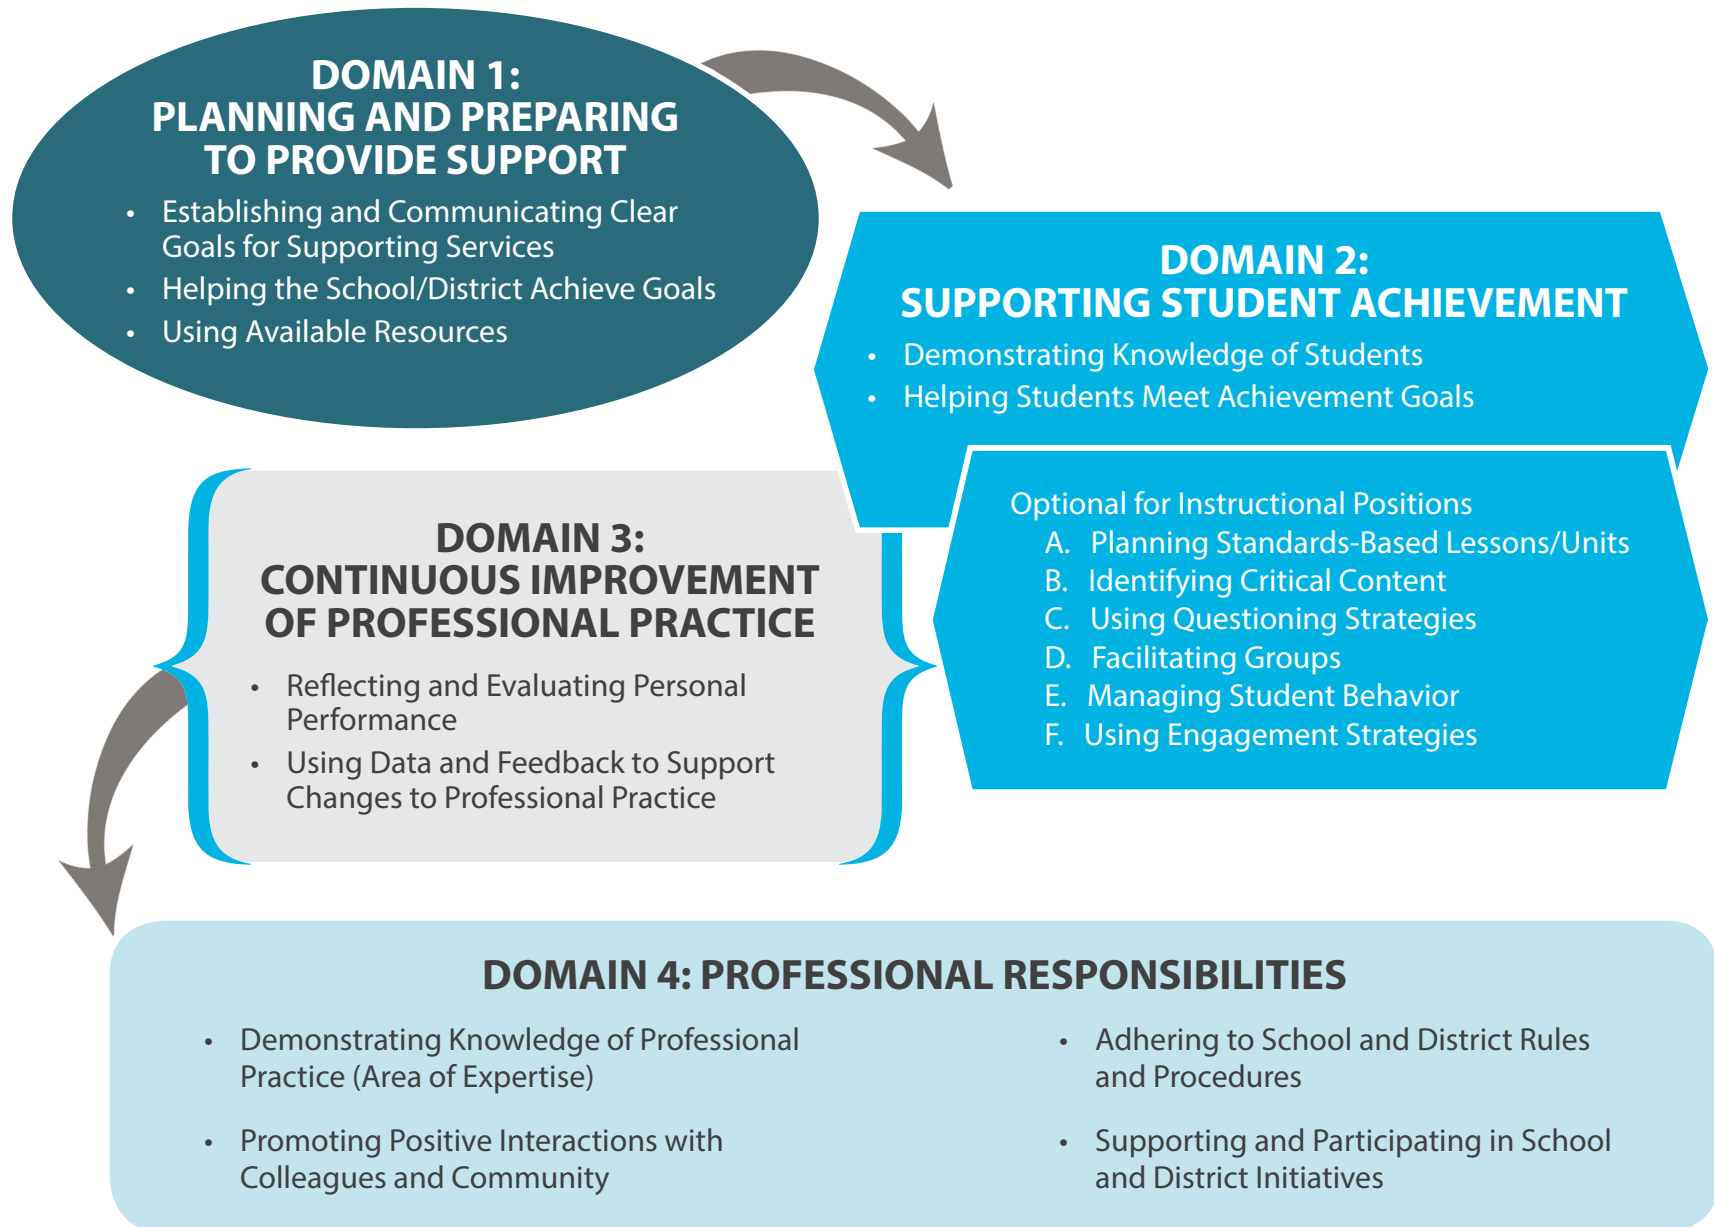 DOMAIN 1:
PLANNING AND PREPARING
TO PROVIDE SUPPORT
• Establishing and Communicating Clear
Goals for Supporting Services
• Helping the School/District Achieve Goals
• Using Available Resources
DOMAIN 2:
SUPPORTING STUDENT ACHIEVEMENT
• Demonstrating Knowledge of Students
• Helping Students Meet Achievement Goals
Optional for Instructional Positions
A. Planning Standards-Based Lessons/Units
B. Identifying Critical Content
C. Using Questioning Strategies
D. Facilitating Groups
E. Managing Student Behavior
F. Using Engagement Strategies
DOMAIN 3:
CONTINUOUS IMPROVEMENT
OF PROFESSIONAL PRACTICE
• Reflecting and Evaluating Personal
Performance
• Using Data and Feedback to Support
Changes to Professional Practice
DOMAIN 4: PROFESSIONAL RESPONSIBILITIES
• Demonstrating Knowledge of Professional
Practice (Area of Expertise)
• Promoting Positive Interactions with
Colleagues and Community
• Adhering to School and District Rules
and Procedures
• Supporting and Participating in School
and District Initiatives